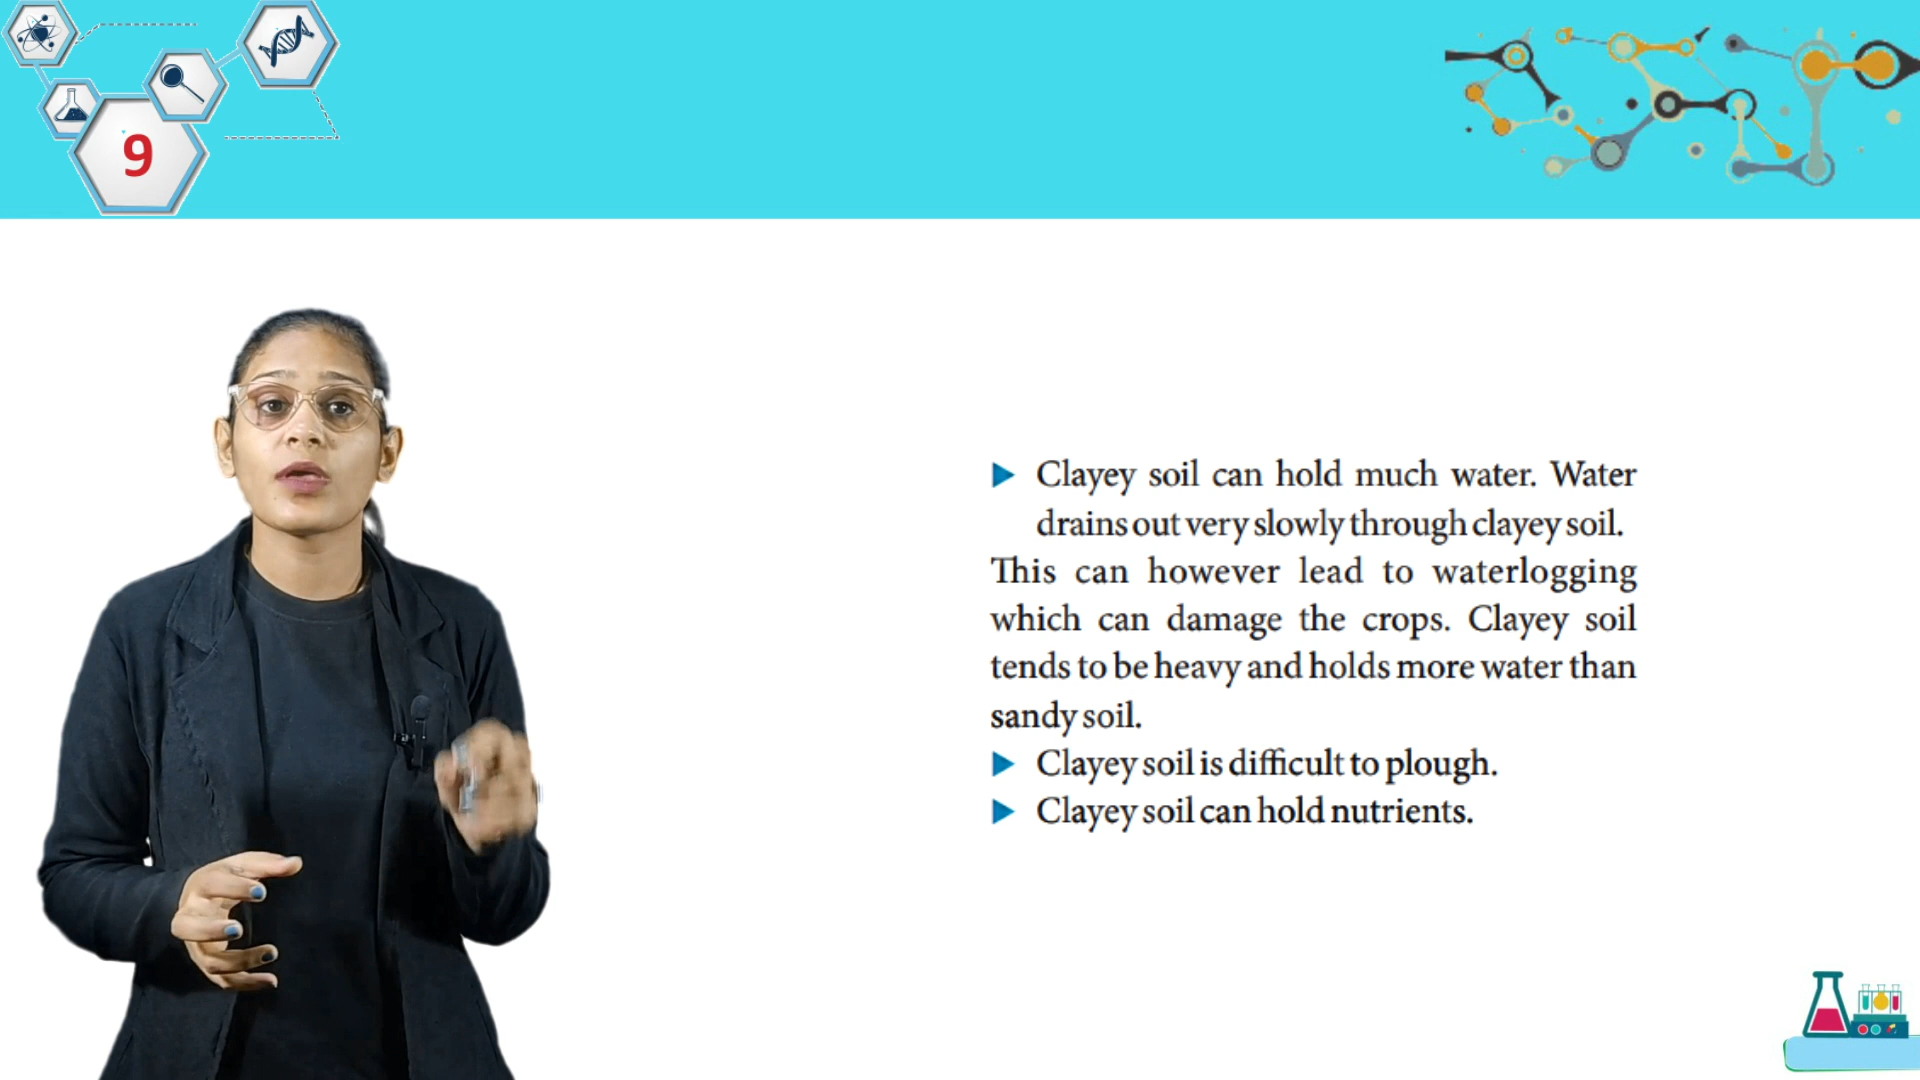 9
Clayey soil can hold much water. Water
drains out very slowly through clayey soil.
This can however lead to waterlogging
which can damage the crops. Clayey soil
tends to be heavy and holds more water than
sandy soil.
Clayey soil is difficult to plough.
Clayey soil can hold nutrients.